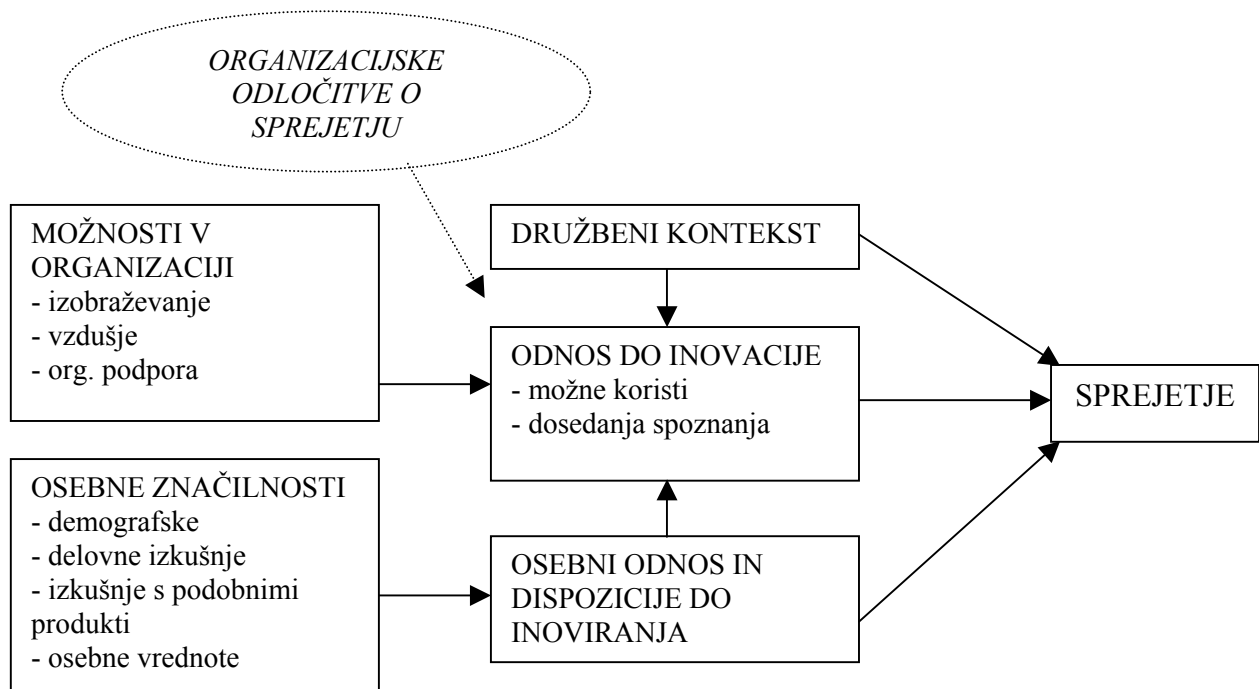 ORGANIZACIJSKE
ODLOČITVE O
SPREJETJU
MOŽNOSTI V
ORGANIZACIJI
- izobraževanje
- vzdušje
- org. podpora
DRUŽBENI KONTEKST
ODNOS DO INOVACIJE
- možne koristi
- dosedanja spoznanja
SPREJETJE
OSEBNE ZNAČILNOSTI
- demografske
- delovne izkušnje
- izkušnje s podobnimi
produkti
- osebne vrednote
OSEBNI ODNOS IN
DISPOZICIJE DO
INOVIRANJA